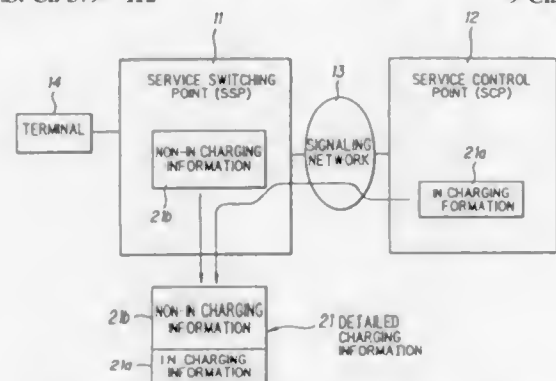 11
12
SERVICE SWITCHING
POINT (SSP)
SERVICE CONTROL
POINT (SCP)
13
14
TERMINAL
NON-IN CHARGING
INFORMATION
21b
SIGNALING
NETWORK
21a
IN CHARGING
FORMATION
21b
NON-IN CHARGING
INFORMATION
21 DETAILED
CHARGING
INFORMATION
21a
IN CHARGING
INFORMATION